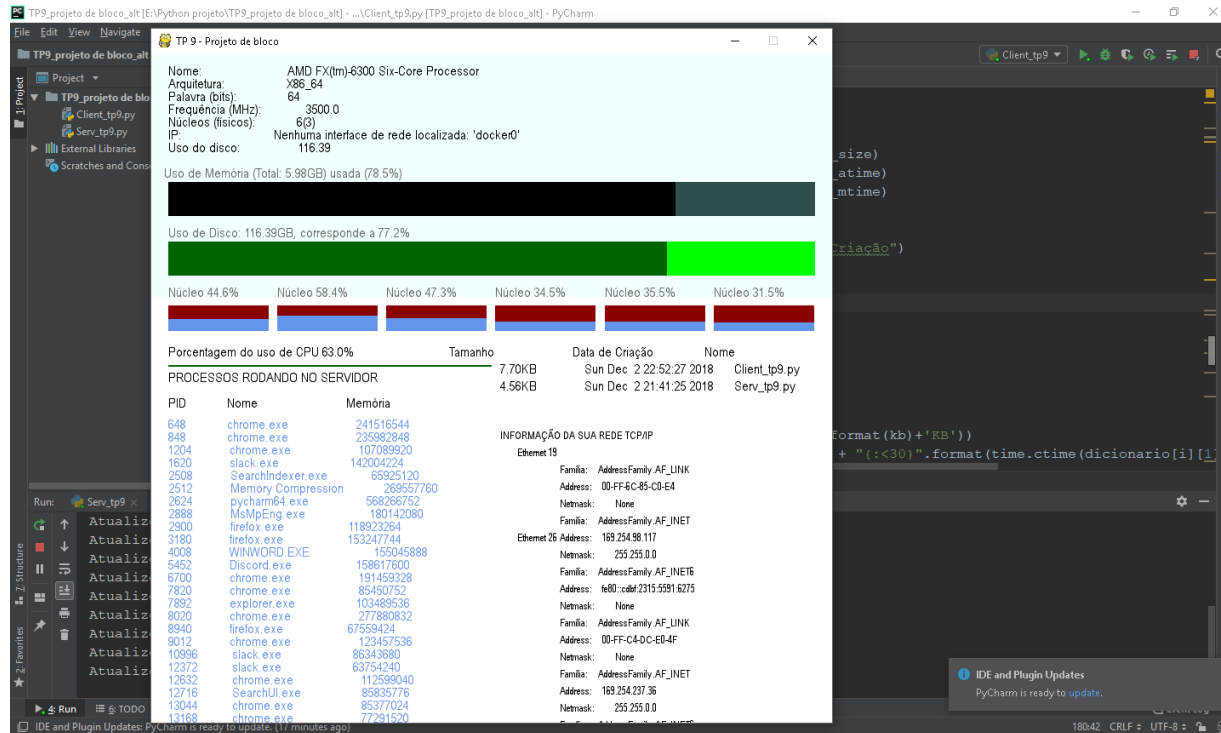 TP9_projeto de bloco_alt [E:\Python projeto\TP9_projeto de bloco_alt] - ...\Client_tp9.py [TP9_projeto de bloco_alt] - PyCharm
File Edit View Navigate
TP9_projeto de bloco_alt
Client_tp9
1: Project
Project
TP9_projeto de blo
Client_tp9.py
Serv_tp9.py
External Libraries
Scratches and Cons
TP 9 - Projeto de bloco
Nome: AMD FX(tm)-6300 Six-Core Processor
Arquitetura: X86_64
Palavra (bits): 64
Frequência (MHz): 3500.0
Núcleos (físicos): 6(3)
IP: Nenhuma interface de rede localizada: 'docker0'
Uso do disco: 116.39
Uso de Memória (Total: 5.98GB) usada (78.5%)
Uso de Disco: 116.39GB, corresponde a 77.2%
Núcleo 44.6% Núcleo 58.4% Núcleo 47.3% Núcleo 34.5% Núcleo 35.5% Núcleo 31.5%
Porcentagem do uso de CPU 63.0%
Tamanho Data de Criação Nome
7.70KB Sun Dec 2 22:52:27 2018 Client_tp9.py
4.56KB Sun Dec 2 21:41:25 2018 Serv_tp9.py
PROCESSOS RODANDO NO SERVIDOR
PID Nome Memória
648 chrome.exe 241516544
848 chrome.exe 235982848
1204 chrome.exe 107089920
1620 slack.exe 142004224
2508 SearchIndexer.exe 65925120
2512 Memory Compression 269557760
2624 pycharm64.exe 568266752
2888 MsMpEng.exe 180142080
2900 firefox.exe 118923264
3180 firefox.exe 153247744
4008 WINWORD.EXE 155045888
5452 Discord.exe 158617600
6700 chrome.exe 191459328
7820 chrome.exe 85450752
7892 explorer.exe 103489536
8020 chrome.exe 277880832
8940 firefox.exe 67559424
9012 chrome.exe 123457536
10996 slack.exe 86343680
12372 slack.exe 63754240
12632 chrome.exe 112599040
12716 SearchUI.exe 85835776
13044 chrome.exe 85377024
13168 chrome.exe 77291520
INFORMAÇÃO DA SUA REDE TCP/IP
Ethernet 19
Família: AddressFamily.AF_LINK
Address: 00-FF-6C-85-C0-E4
Netmask: None
Família: AddressFamily.AF_INET
Ethernet 26 Address: 169.254.98.117
Netmask: 255.255.0.0
Família: AddressFamily.AF_INET6
Address: fe80::cdbf:2315:5591:6275
Netmask: None
Família: AddressFamily.AF_LINK
Address: 00-FF-C4-DC-E0-4F
Netmask: None
Família: AddressFamily.AF_INET
Address: 169.254.237.36
Netmask: 255.255.0.0
_size)
_atime)
_mtime)
Criação")
format(kb)+'KB'))
+ "{:<30}".format(time.ctime(dicionario[i][1]
Run: Serv_tp9
Atualiz
Atualiz
Atualiz
Atualiz
Atualiz
Atualiz
Atualiz
Atualiz
Atualiz
7: Structure
2: Favorites
IDE and Plugin Updates
PyCharm is ready to update.
4: Run 6: TODO
IDE and Plugin Updates: PyCharm is ready to update. (17 minutes ago)
180:42 CRLF UTF-8